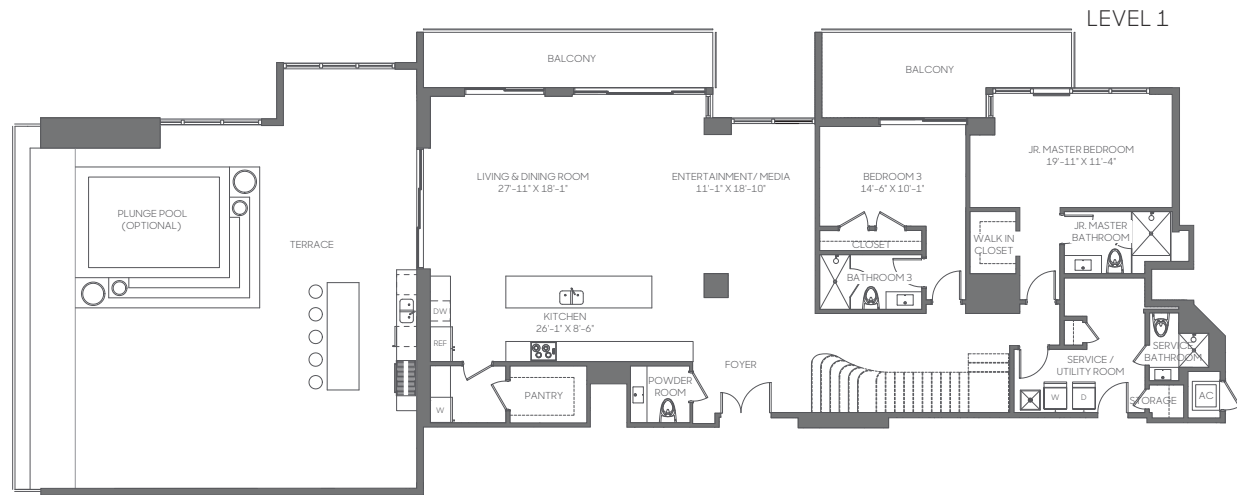 LEVEL 1
BALCONY
BALCONY
JR. MASTER BEDROOM
19'-11" X 11'-4"
LIVING & DINING ROOM
27'-11" X 18'-1"
ENTERTAINMENT/ MEDIA
11'-1" X 18'-10"
BEDROOM 3
14'-6" X 10'-1"
PLUNGE POOL
(OPTIONAL)
TERRACE
CLOSET
WALK IN
CLOSET
JR. MASTER
BATHROOM
BATHROOM 3
DW
REF
KITCHEN
26'-1" X 8'-6"
FOYER
SERVICE
BATHROOM
SERVICE /
UTILITY ROOM
W
PANTRY
POWDER
ROOM
W
D
STORAGE
AC